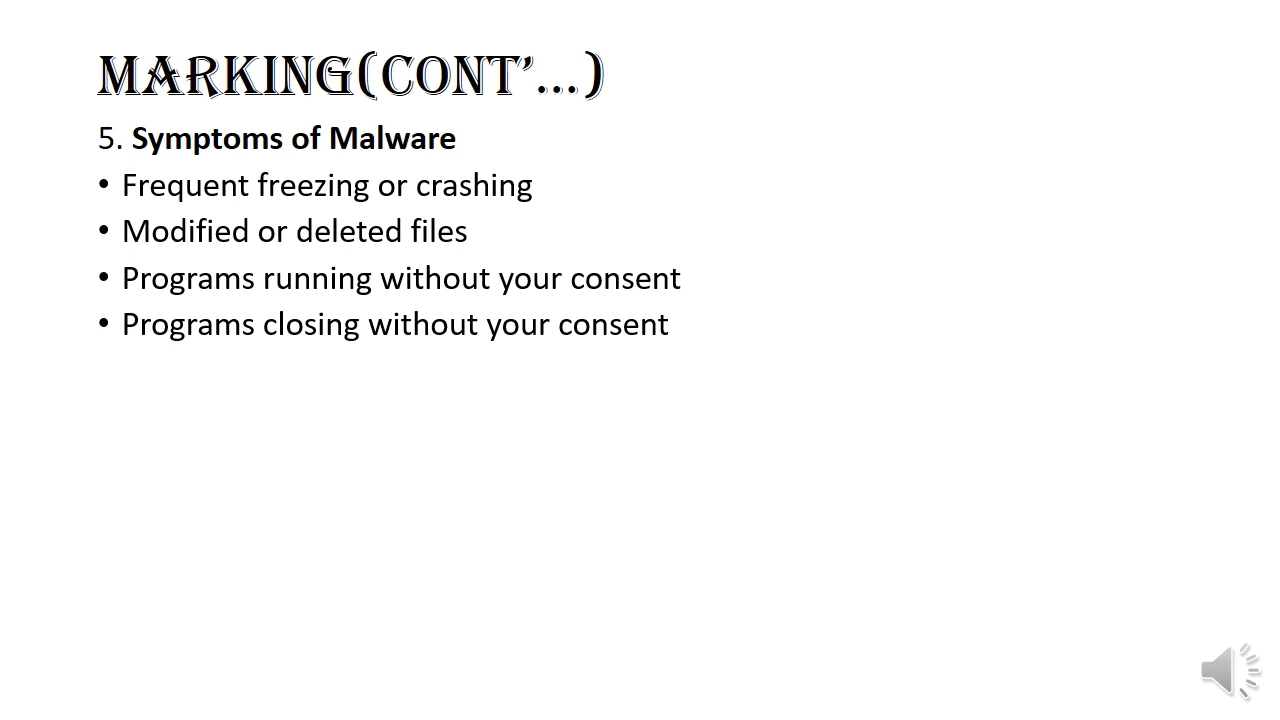 MARKING(CONT’…)
5. Symptoms of Malware
• Frequent freezing or crashing
• Modified or deleted files
• Programs running without your consent
• Programs closing without your consent